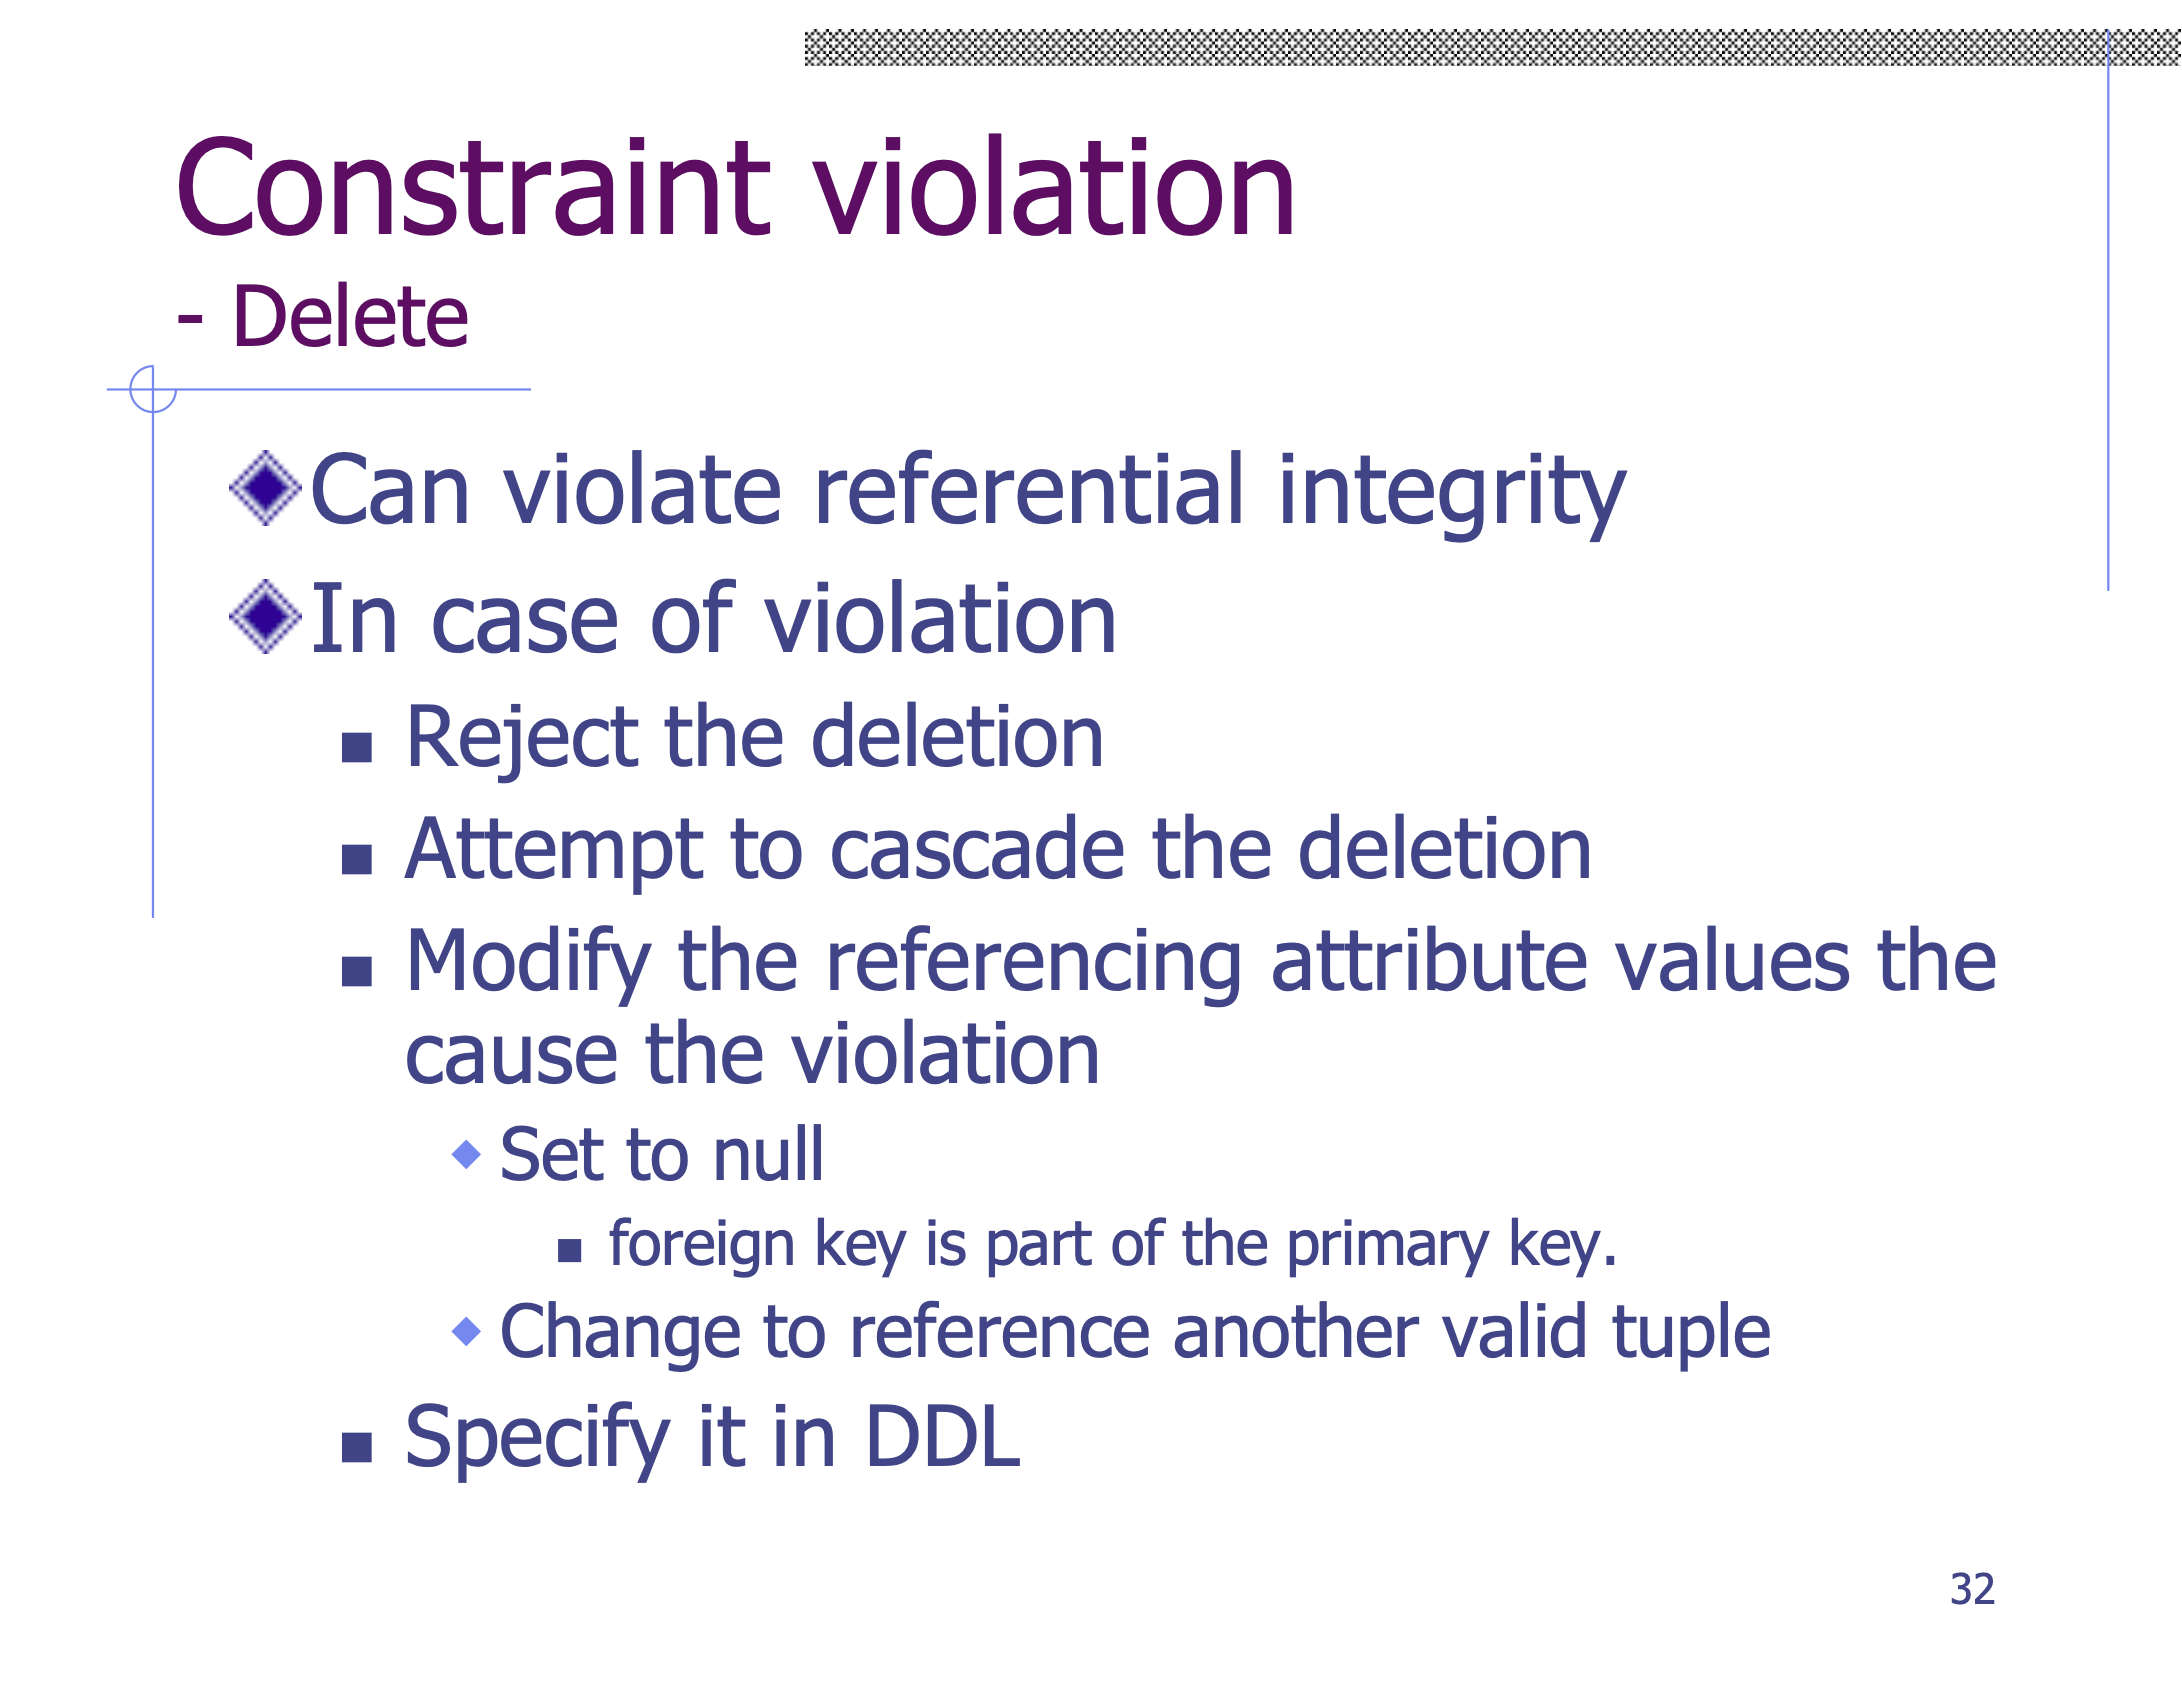 Constraint violation
- Delete
Can violate referential integrity
In case of violation
Reject the deletion
Attempt to cascade the deletion
Modify the referencing attribute values the
cause the violation
Set to null
foreign key is part of the primary key.
Change to reference another valid tuple
Specify it in DDL
32